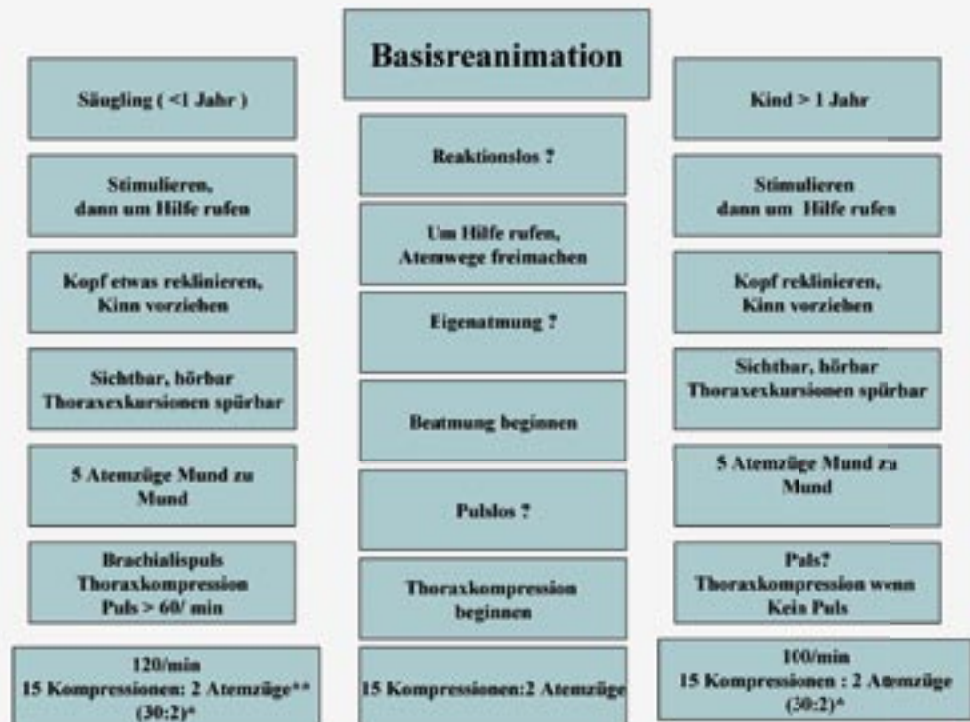 Basisreanimation
Säugling ( <1 Jahr )
Stimulieren,
dann um Hilfe rufen
Kopf etwas reklinieren,
Kinn vorziehen
Sichtbar, hörbar
Thoraxexkursionen spürbar
5 Atemzüge Mund zu
Mund
Brachialispuls
Thoraxkompression
Puls > 60/ min
120/min
15 Kompressionen: 2 Atemzüge**
(30:2)*
Reaktionslos ?
Um Hilfe rufen,
Atemwege freimachen
Eigenatmung ?
Beatmung beginnen
Pulslos ?
Thoraxkompression
beginnen
15 Kompressionen:2 Atemzüge
Kind > 1 Jahr
Stimulieren
dann um Hilfe rufen
Kopf reklinieren,
Kinn vorziehen
Sichtbar, hörbar
Thoraxexkursionen spürbar
5 Atemzüge Mund zu
Mund
Puls?
Thoraxkompression wenn
Kein Puls
100/min
15 Kompressionen : 2 Atemzüge
(30:2)*